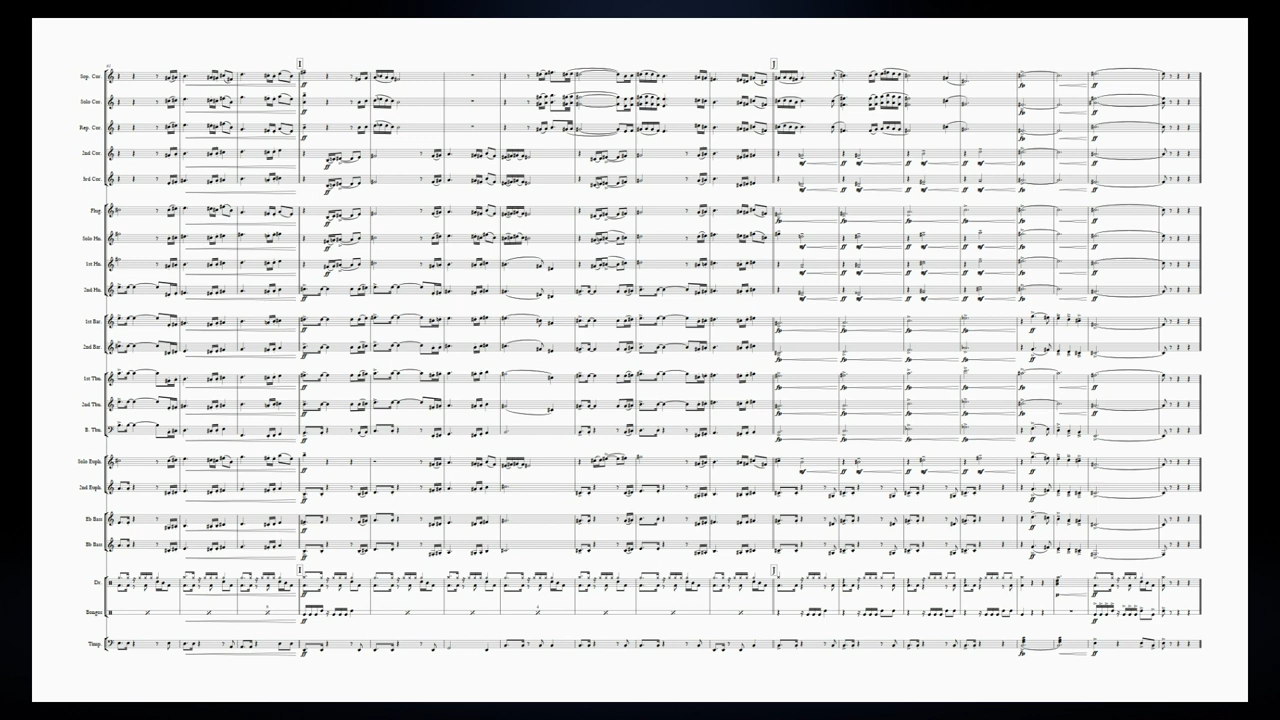 I J
Sop. Cor.
Solo Cor.
Rep. Cor.
2nd Cor.
3rd Cor.
Flug.
Solo Hn.
1st Hn.
2nd Hn.
1st Bar.
2nd Bar.
1st Tbn.
2nd Tbn.
B. Tbn.
Solo Euph.
2nd Euph.
Eb Bass
Bb Bass
I J
Dr.
Bongos
Timp.